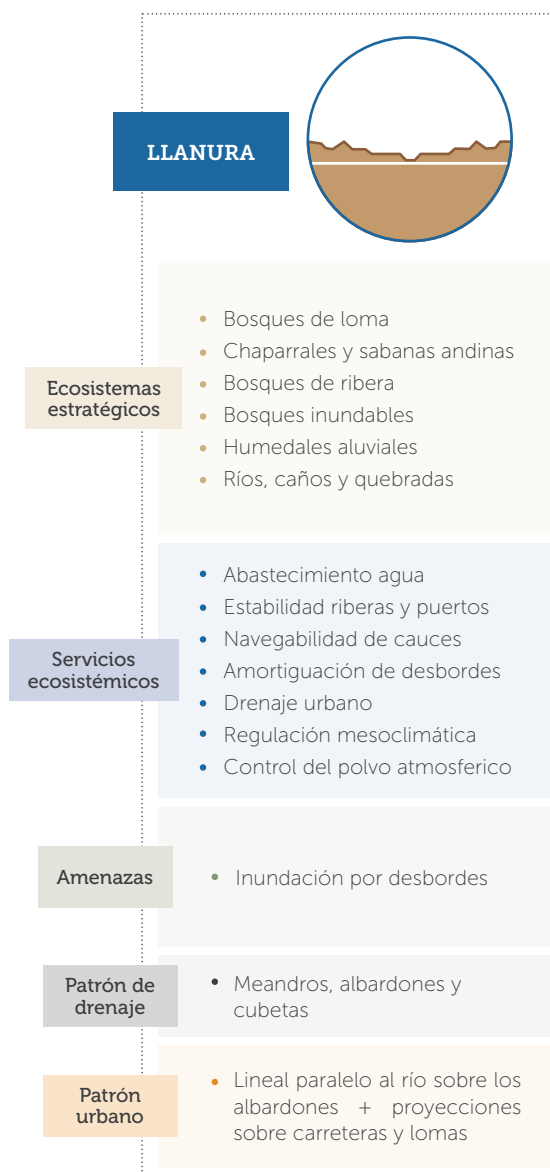 LLANURA
Ecosistemas
estratégicos
Bosques de loma
Chaparrales y sabanas andinas
Bosques de ribera
Bosques inundables
Humedales aluviales
Ríos, caños y quebradas
Servicios
ecosistémicos
Abastecimiento agua
Estabilidad riberas y puertos
Navegabilidad de cauces
Amortiguación de desbordes
Drenaje urbano
Regulación mesoclimática
Control del polvo atmosferico
Amenazas
Inundación por desbordes
Patrón de
drenaje
Meandros, albardones y
cubetas
Patrón
urbano
Lineal paralelo al río sobre los
albardones + proyecciones
sobre carreteras y lomas